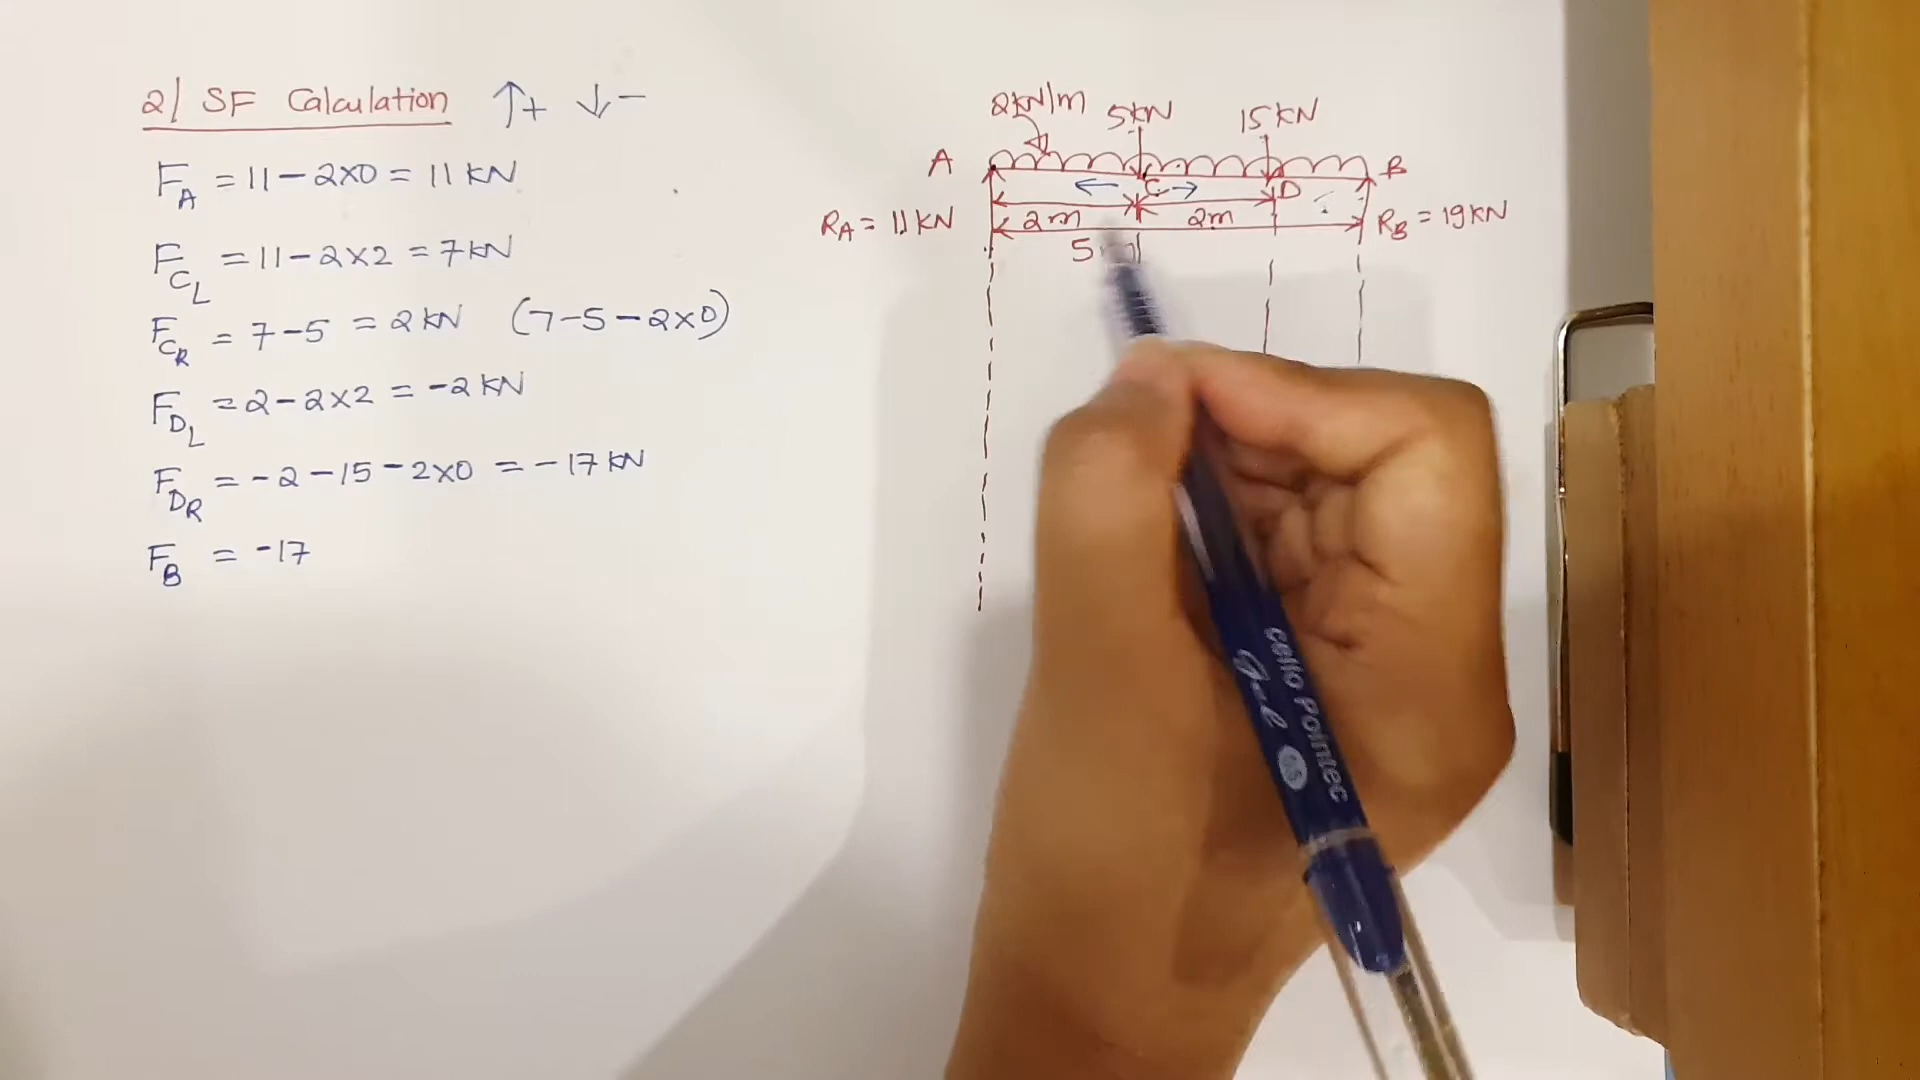 2/ SF Calculation ↑+ ↓-
F_A = 11-2×0 = 11 kN
F_CL = 11-2×2 = 7 kN
F_CR = 7-5 = 2 kN (7-5-2×0)
F_DL = 2-2×2 = -2 kN
F_DR = -2-15-2×0 = -17 kN
F_B = -17
2kN/m 5kN 15kN
A B
C D
R_A = 11 kN 2m 2m R_B = 19 kN
5m
cello Pointec
Gel